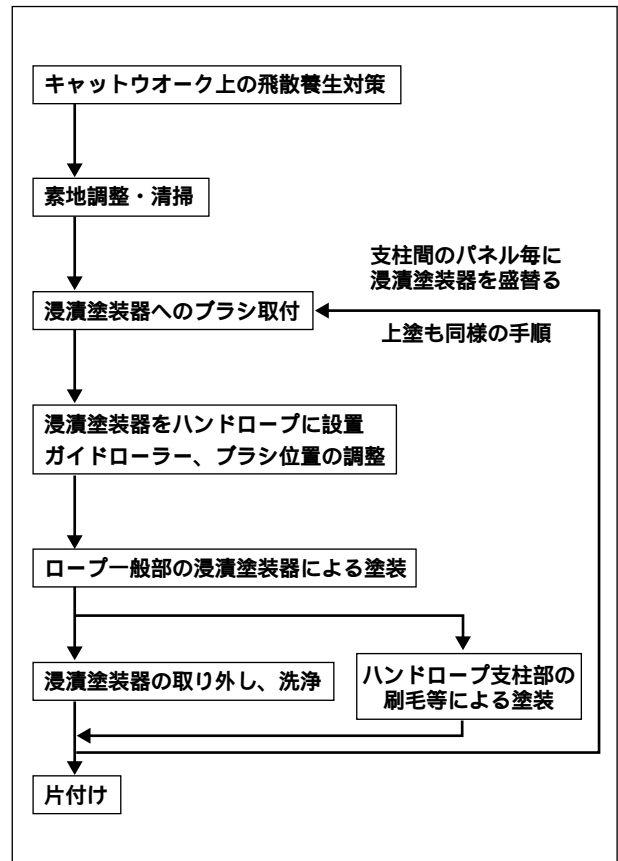 キャットウオーク上の飛散養生対策
素地調整・清掃
支柱間のパネル毎に
浸漬塗装器を盛替る
浸漬塗装器へのブラシ取付
上塗も同様の手順
浸漬塗装器をハンドロープに設置
ガイドローラー、ブラシ位置の調整
ロープ一般部の浸漬塗装器による塗装
浸漬塗装器の取り外し、洗浄
ハンドロープ支柱部の
刷毛等による塗装
片付け